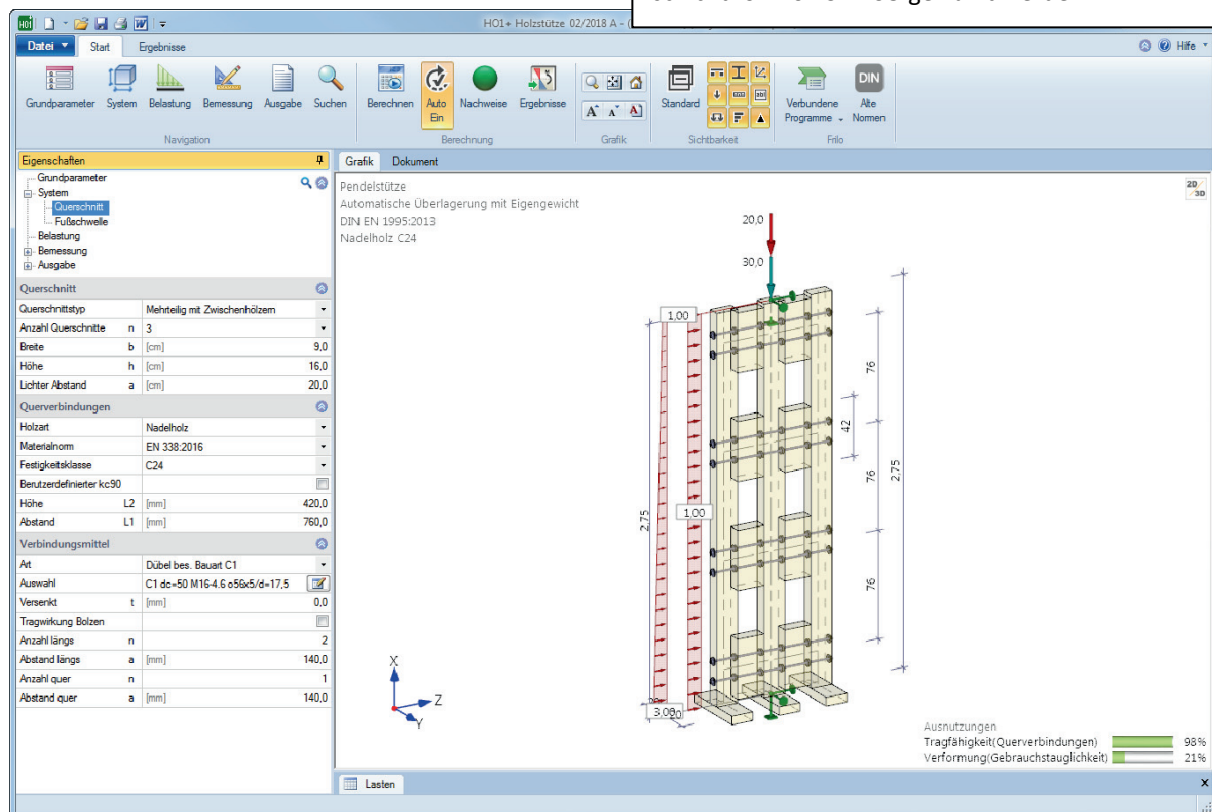 HO1+ Holzstütze 02/2018 A - (
Datei Start Ergebnisse Hilfe
Grundparameter System Belastung Bemessung Ausgabe Suchen
Navigation
Berechnen Auto Ein Nachweise Ergebnisse
Berechnung
Grafik
Standard
Sichtbarkeit
Verbundene Programme
DIN Alte Normen
Frilo
Eigenschaften
Grundparameter
System
Querschnitt
Fußschwelle
Belastung
Bemessung
Ausgabe
Querschnitt
Querschnittstyp Mehrteilig mit Zwischenhölzern
Anzahl Querschnitte n 3
Breite b [cm] 9,0
Höhe h [cm] 16,0
Lichter Abstand a [cm] 20,0
Querverbindungen
Holzart Nadelholz
Materialnorm EN 338:2016
Festigkeitsklasse C24
Benutzerdefinierter kc90
Höhe L2 [mm] 420,0
Abstand L1 [mm] 760,0
Verbindungsmittel
Art Dübel bes. Bauart C1
Auswahl C1 dc=50 M16-4.6 o56x5/d=17,5
Versenkt t [mm] 0,0
Tragwirkung Bolzen
Anzahl längs n 2
Abstand längs a [mm] 140,0
Anzahl quer n 1
Abstand quer a [mm] 140,0
Grafik Dokument
Pendelstütze
Automatische Überlagerung mit Eigengewicht
DIN EN 1995:2013
Nadelholz C24
2D/3D
20,0
30,0
1,00
76
42
76
2,75
2,75
1,00
76
X
Z
Y
3,00
20
Ausnutzungen
Tragfähigkeit(Querverbindungen) 98%
Verformung(Gebrauchstauglichkeit) 21%
Lasten x